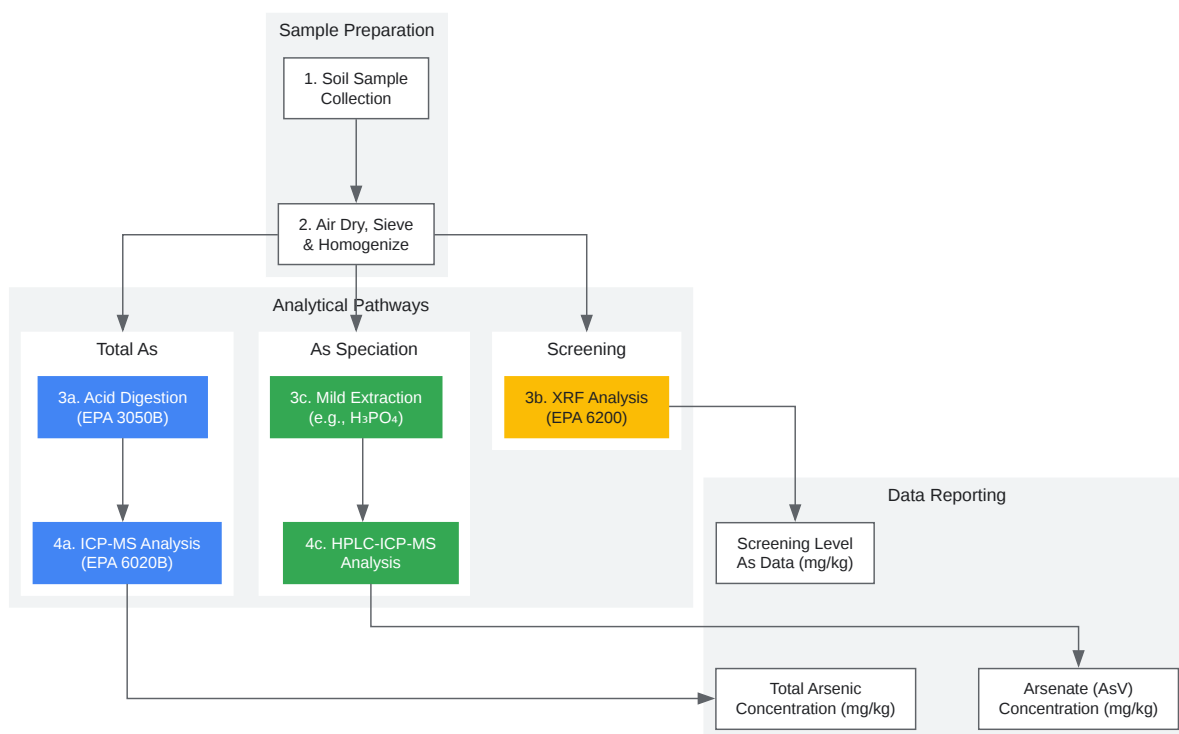 Sample Preparation
1. Soil Sample
Collection
2. Air Dry, Sieve
& Homogenize
Analytical Pathways
Total As
3a. Acid Digestion
(EPA 3050B)
4a. ICP-MS Analysis
(EPA 6020B)
As Speciation
3c. Mild Extraction
(e.g., H₃PO₄)
4c. HPLC-ICP-MS
Analysis
Screening
3b. XRF Analysis
(EPA 6200)
Data Reporting
Screening Level
As Data (mg/kg)
Total Arsenic
Concentration (mg/kg)
Arsenate (AsV)
Concentration (mg/kg)